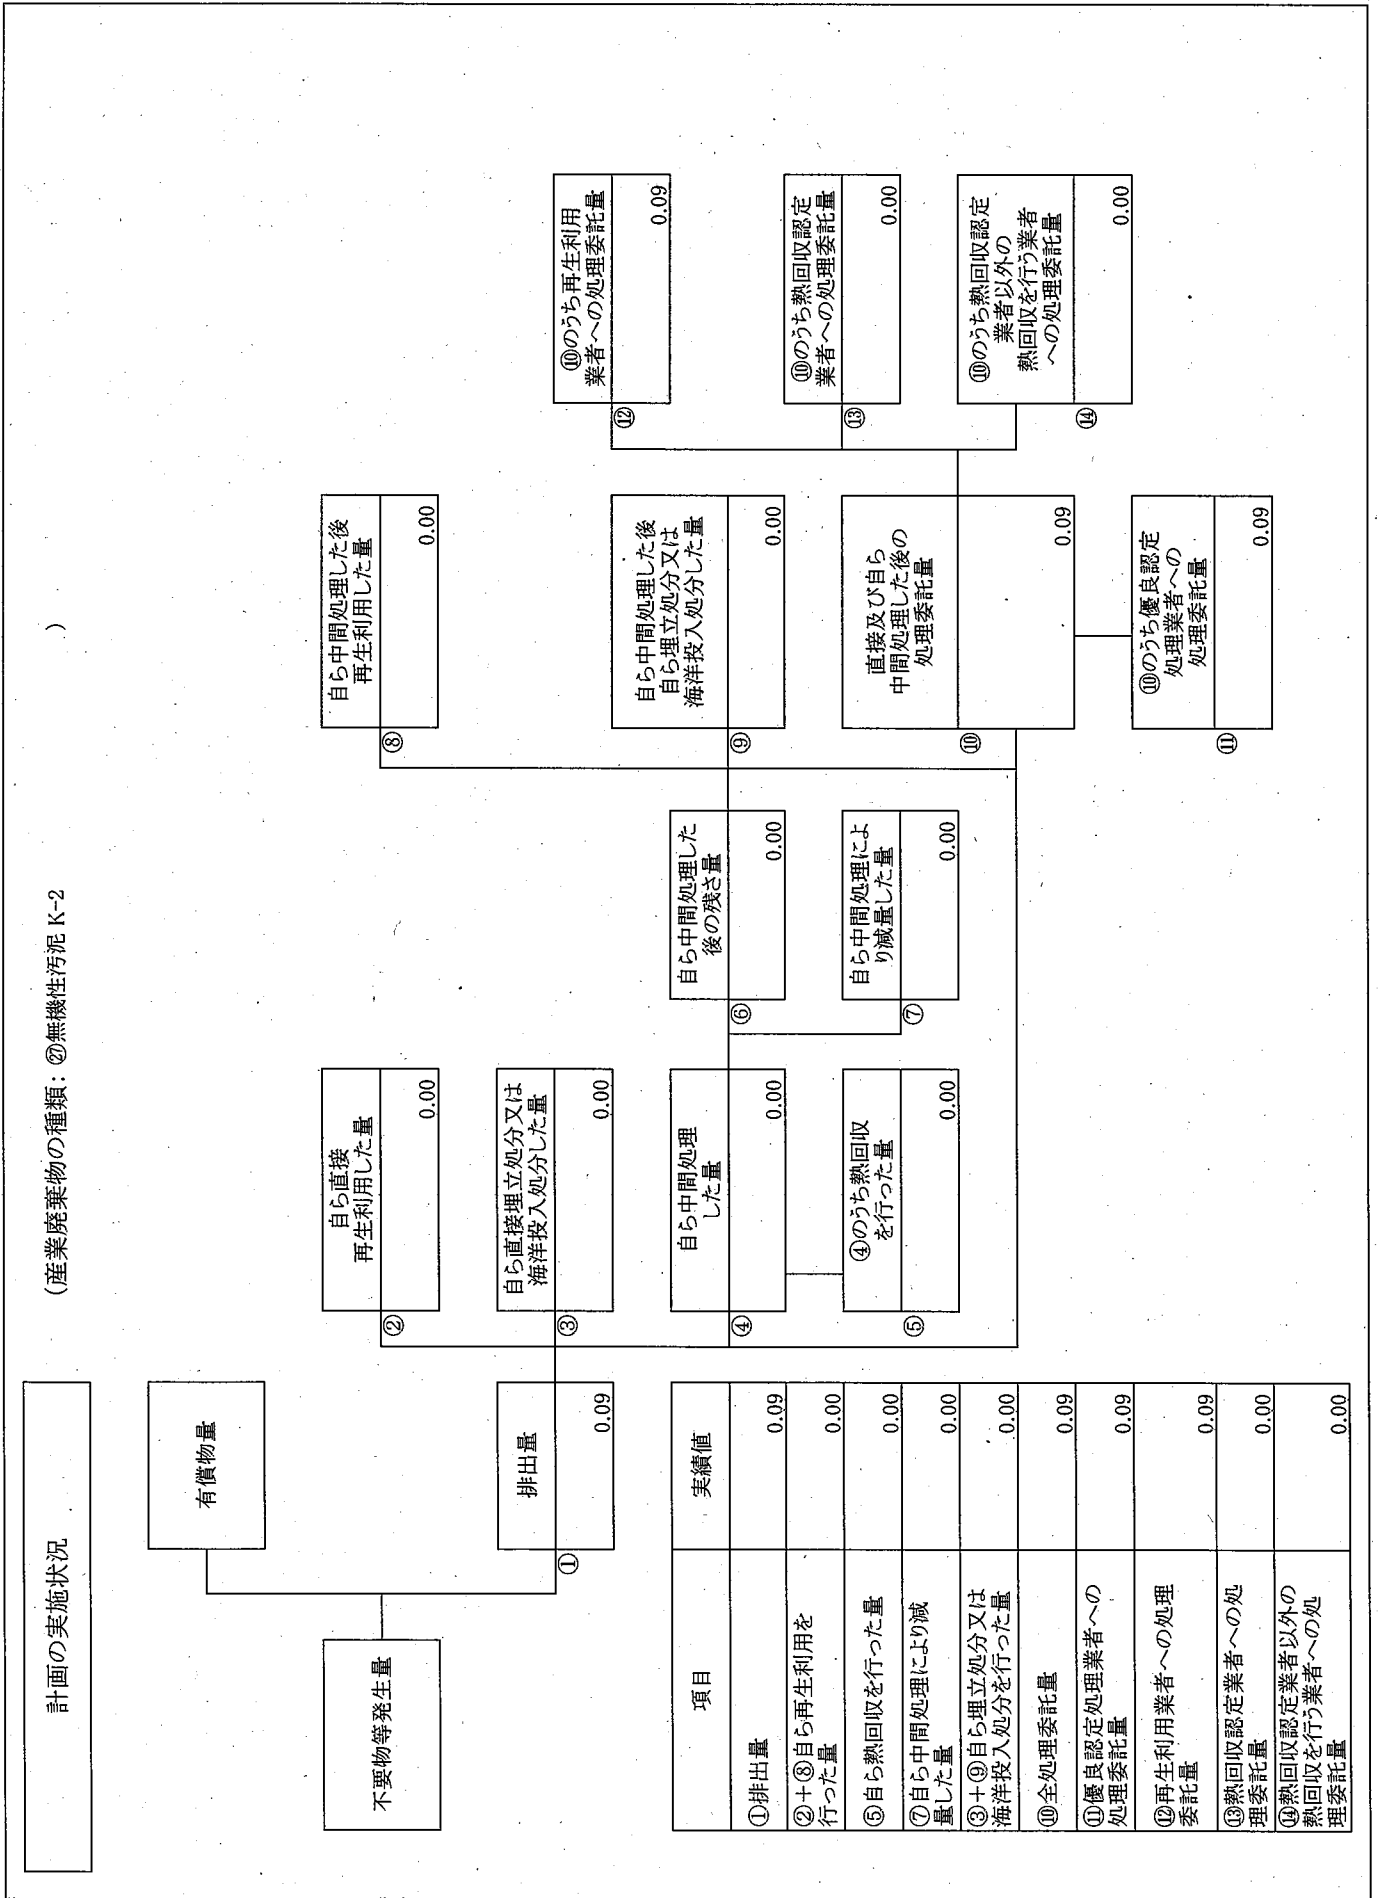 計画の実施状況
(産業廃棄物の種類：㉗無機性汚泥 K-2
)
不要物等発生量
有償物量
①
排出量
0.09
②
自ら直接
再生利用した量
0.00
③
自ら直接埋立処分又は
海洋投入処分した量
0.00
④
自ら中間処理
した量
0.00
⑤
④のうち熱回収
を行った量
0.00
⑥
自ら中間処理した
後の残さ量
0.00
⑦
自ら中間処理によ
り減量した量
0.00
⑧
自ら中間処理した後
再生利用した量
0.00
⑨
自ら中間処理した後
自ら埋立処分又は
海洋投入処分した量
0.00
⑩
直接及び自ら
中間処理した後の
処理委託量
0.09
⑪
⑩のうち優良認定
処理業者への
処理委託量
0.09
⑫
⑩のうち再生利用
業者への処理委託量
0.09
⑬
⑩のうち熱回収認定
業者への処理委託量
0.00
⑭
⑩のうち熱回収認定
業者以外の
熱回収を行う業者
への処理委託量
0.00
項目 実績値
①排出量 0.09
②+⑧自ら再生利用を
行った量 0.00
⑤自ら熱回収を行った量 0.00
⑦自ら中間処理により減
量した量 0.00
③+⑨自ら埋立処分又は
海洋投入処分を行った量 0.00
⑩全処理委託量 0.09
⑪優良認定処理業者への
処理委託量 0.09
⑫再生利用業者への処理
委託量 0.09
⑬熱回収認定業者への処
理委託量 0.00
⑭熱回収認定業者以外の
熱回収を行う業者への処
理委託量 0.00